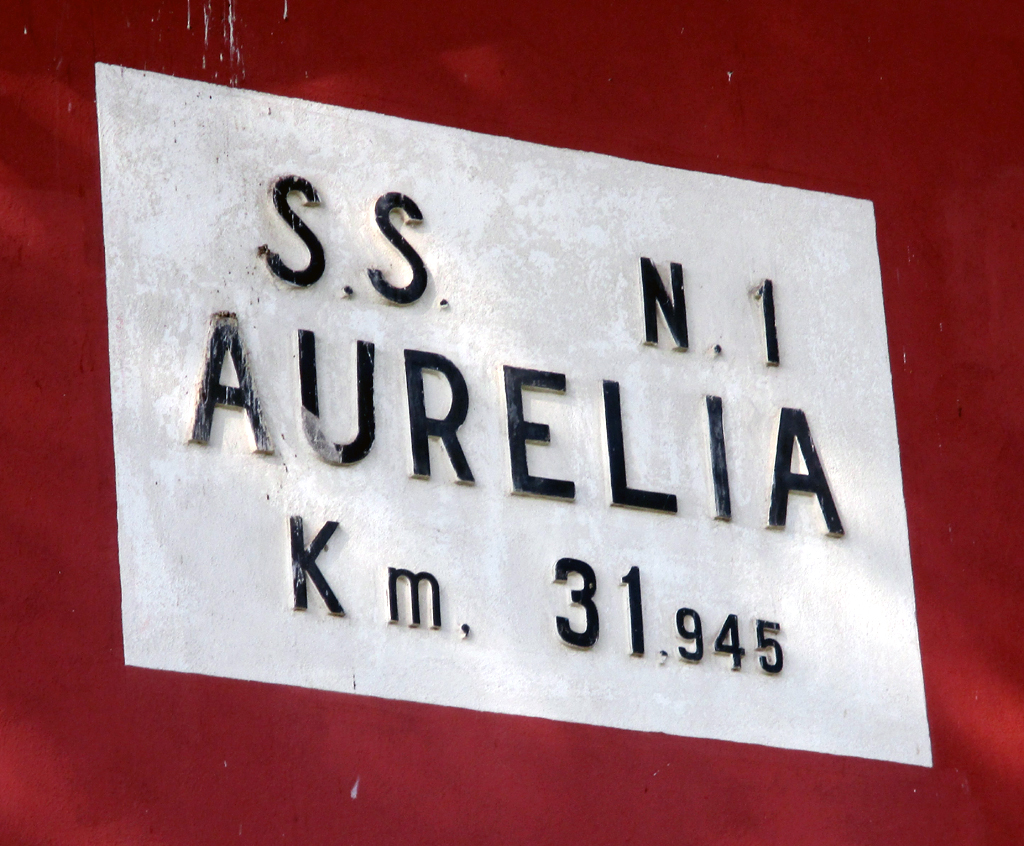 S.S. N. 1
AURELIA
Km, 31,945